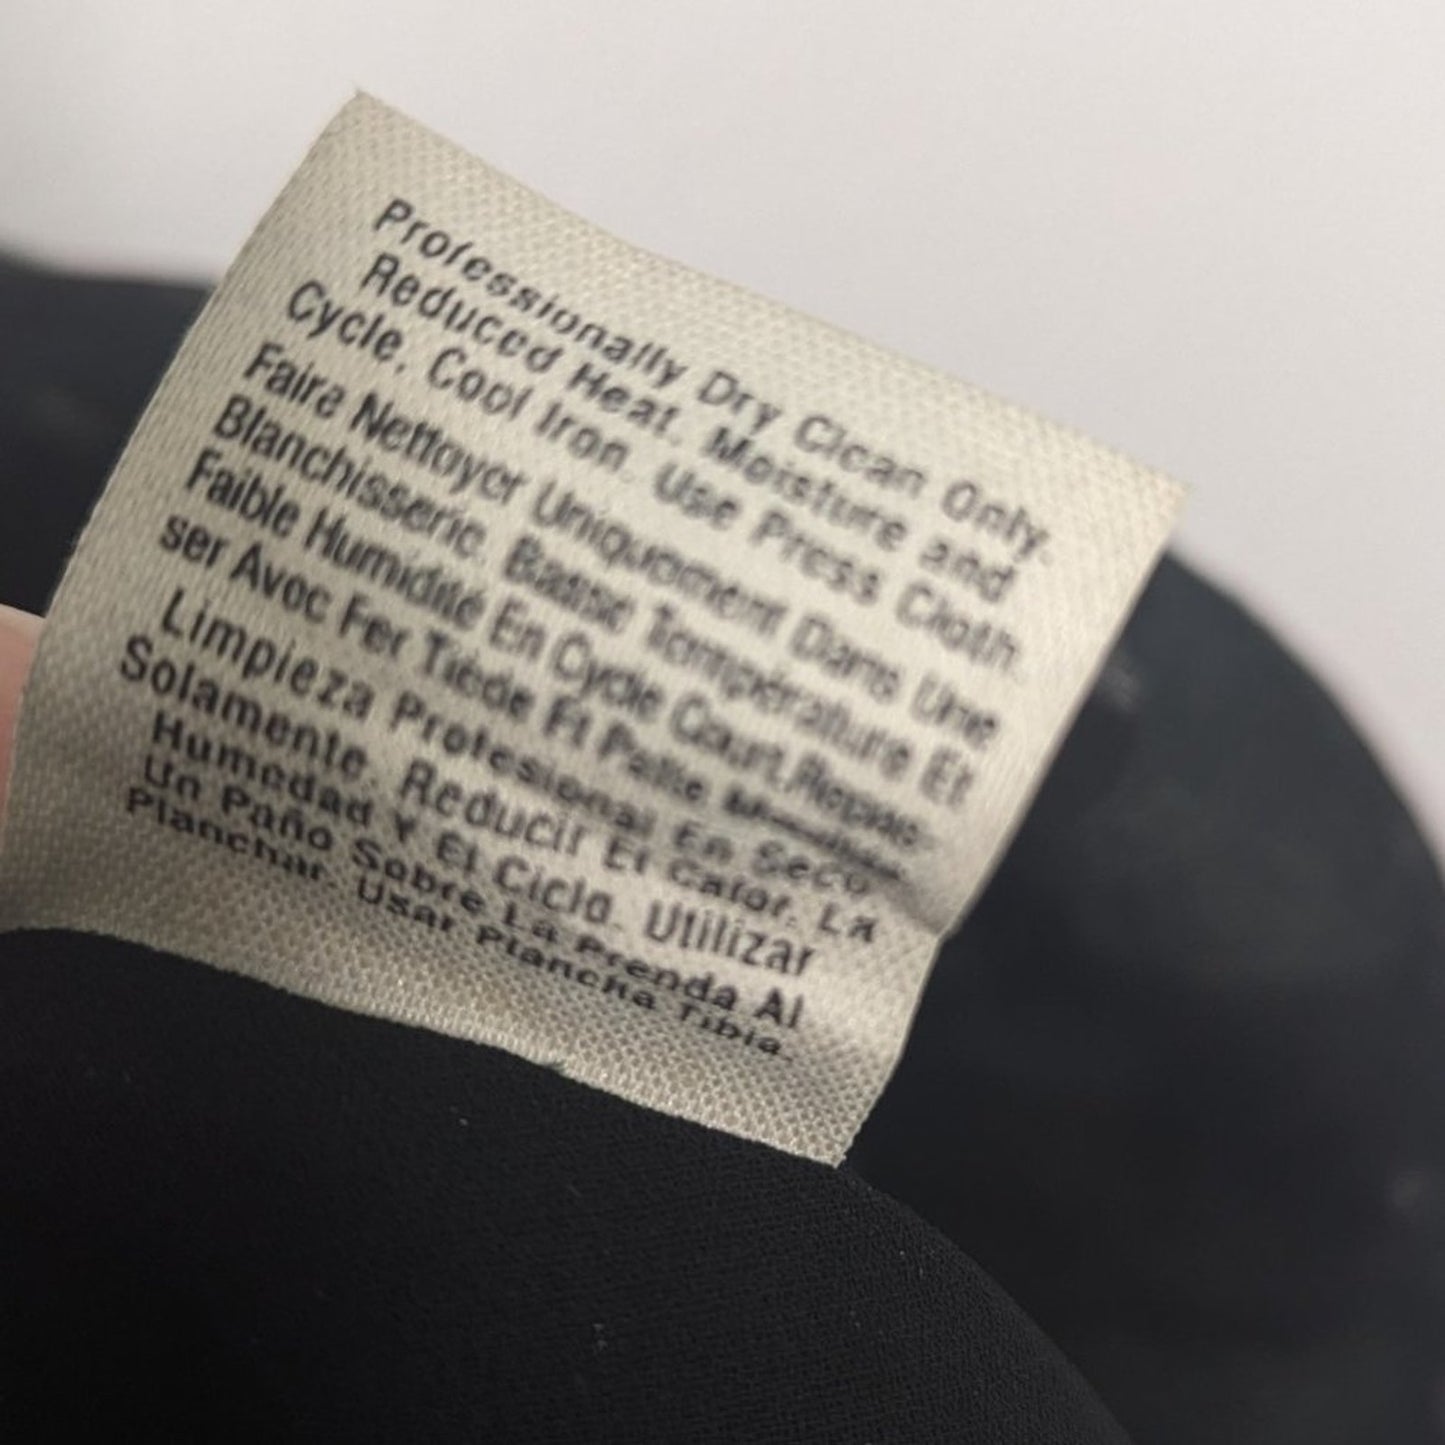 Professionally Dry Clean Only.
Reduced Heat. Moisture and
Cycle. Cool Iron. Use Press Cloth.
Faire Nettoyer Uniquement Dans Une
Blanchisserie. Basse Température Et
Faible Humidité En Cycle Court. Repas-
ser Avec Fer Tiède Et Patte
Limpieza Profesional En Seco
Solamente. Reducir El Calor. La
Humedad Y El Ciclo. Utilizar
Un Paño Sobre La Prenda Al
Planchar. Usar Plancha Tibia.